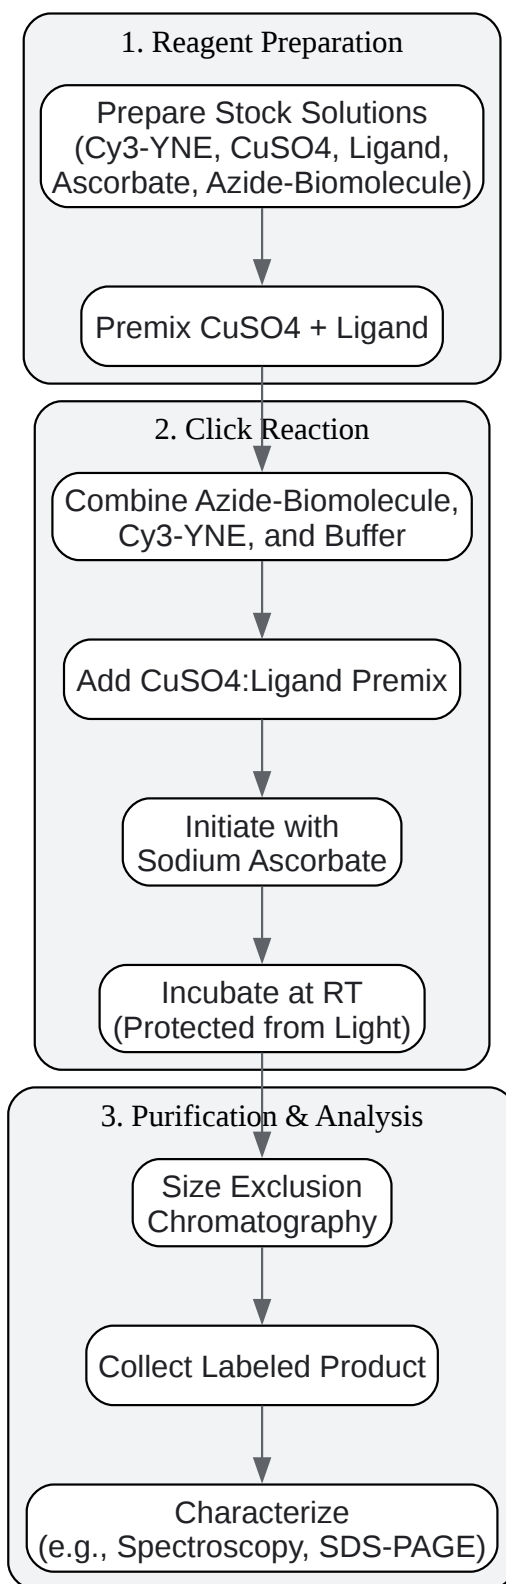 1. Reagent Preparation
Prepare Stock Solutions
(Cy3-YNE, CuSO4, Ligand,
Ascorbate, Azide-Biomolecule)
Premix CuSO4 + Ligand
2. Click Reaction
Combine Azide-Biomolecule,
Cy3-YNE, and Buffer
Add CuSO4:Ligand Premix
Initiate with
Sodium Ascorbate
Incubate at RT
(Protected from Light)
3. Purification & Analysis
Size Exclusion
Chromatography
Collect Labeled Product
Characterize
(e.g., Spectroscopy, SDS-PAGE)